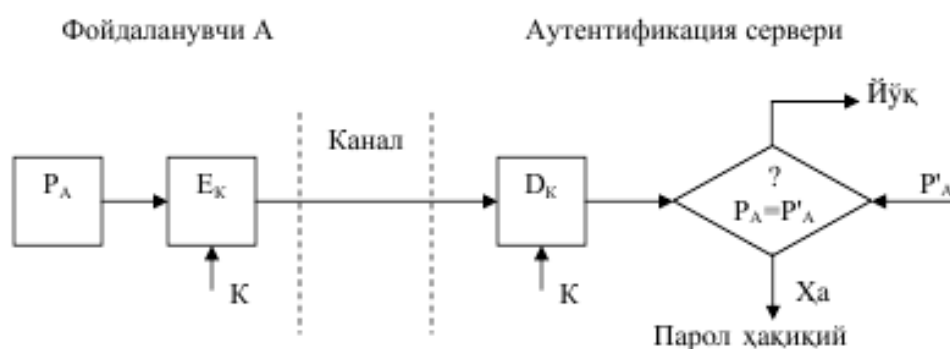 Фойдаланувчи А
Аутентификация сервери
Йўқ
Канал
P_A
E_K
D_K
?
P_A=P'_A
P'_A
К
К
Ҳа
Парол ҳақиқий